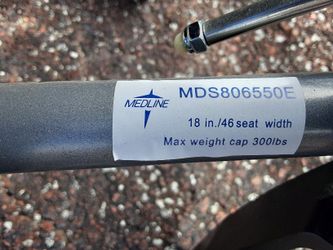 MEDLINE
MDS806550E
18 in./46 seat width
Max weight cap 300lbs